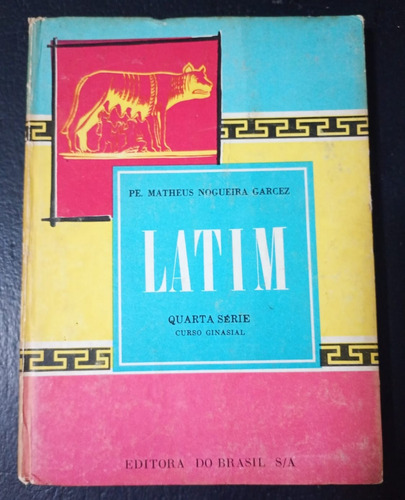 PE. MATHEUS NOGUEIRA GARCEZ
LATIM
QUARTA SÉRIE
CURSO GINASIAL
EDITORA DO BRASIL S/A